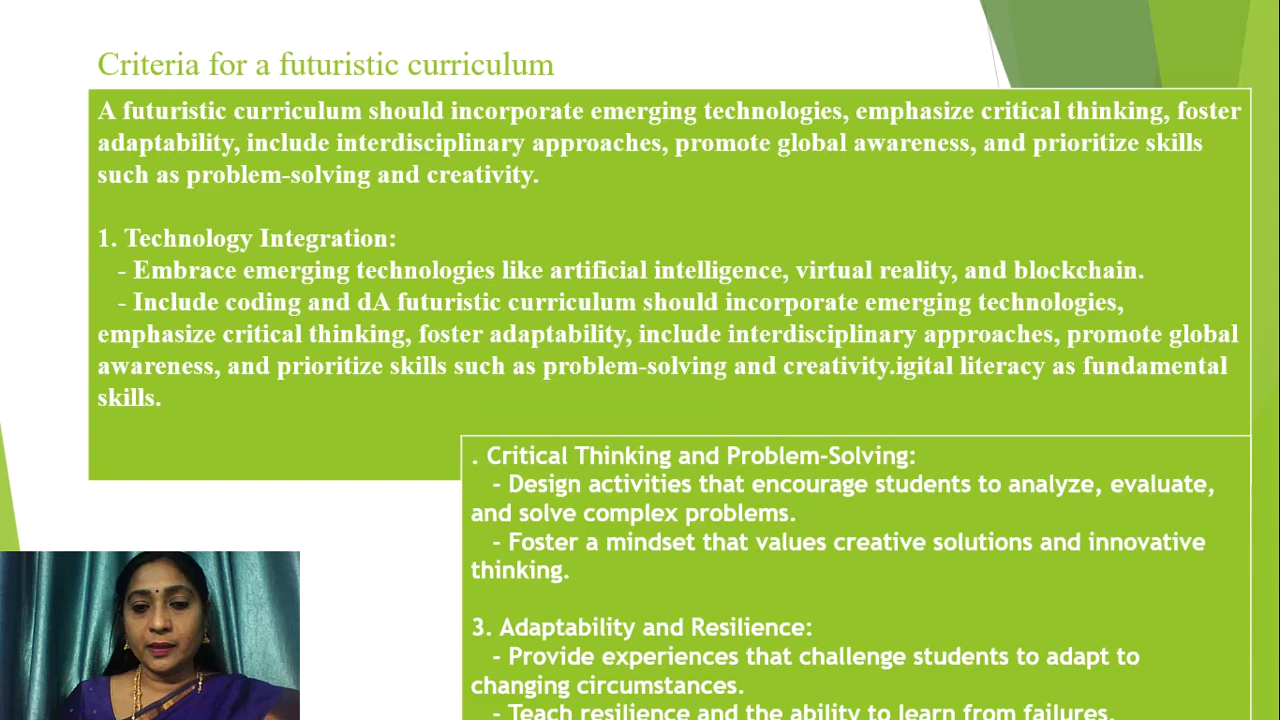 Criteria for a futuristic curriculum
A futuristic curriculum should incorporate emerging technologies, emphasize critical thinking, foster
adaptability, include interdisciplinary approaches, promote global awareness, and prioritize skills
such as problem-solving and creativity.
1. Technology Integration:
- Embrace emerging technologies like artificial intelligence, virtual reality, and blockchain.
- Include coding and dA futuristic curriculum should incorporate emerging technologies,
emphasize critical thinking, foster adaptability, include interdisciplinary approaches, promote global
awareness, and prioritize skills such as problem-solving and creativity.igital literacy as fundamental
skills.
. Critical Thinking and Problem-Solving:
- Design activities that encourage students to analyze, evaluate,
and solve complex problems.
- Foster a mindset that values creative solutions and innovative
thinking.
3. Adaptability and Resilience:
- Provide experiences that challenge students to adapt to
changing circumstances.
- Teach resilience and the ability to learn from failures.